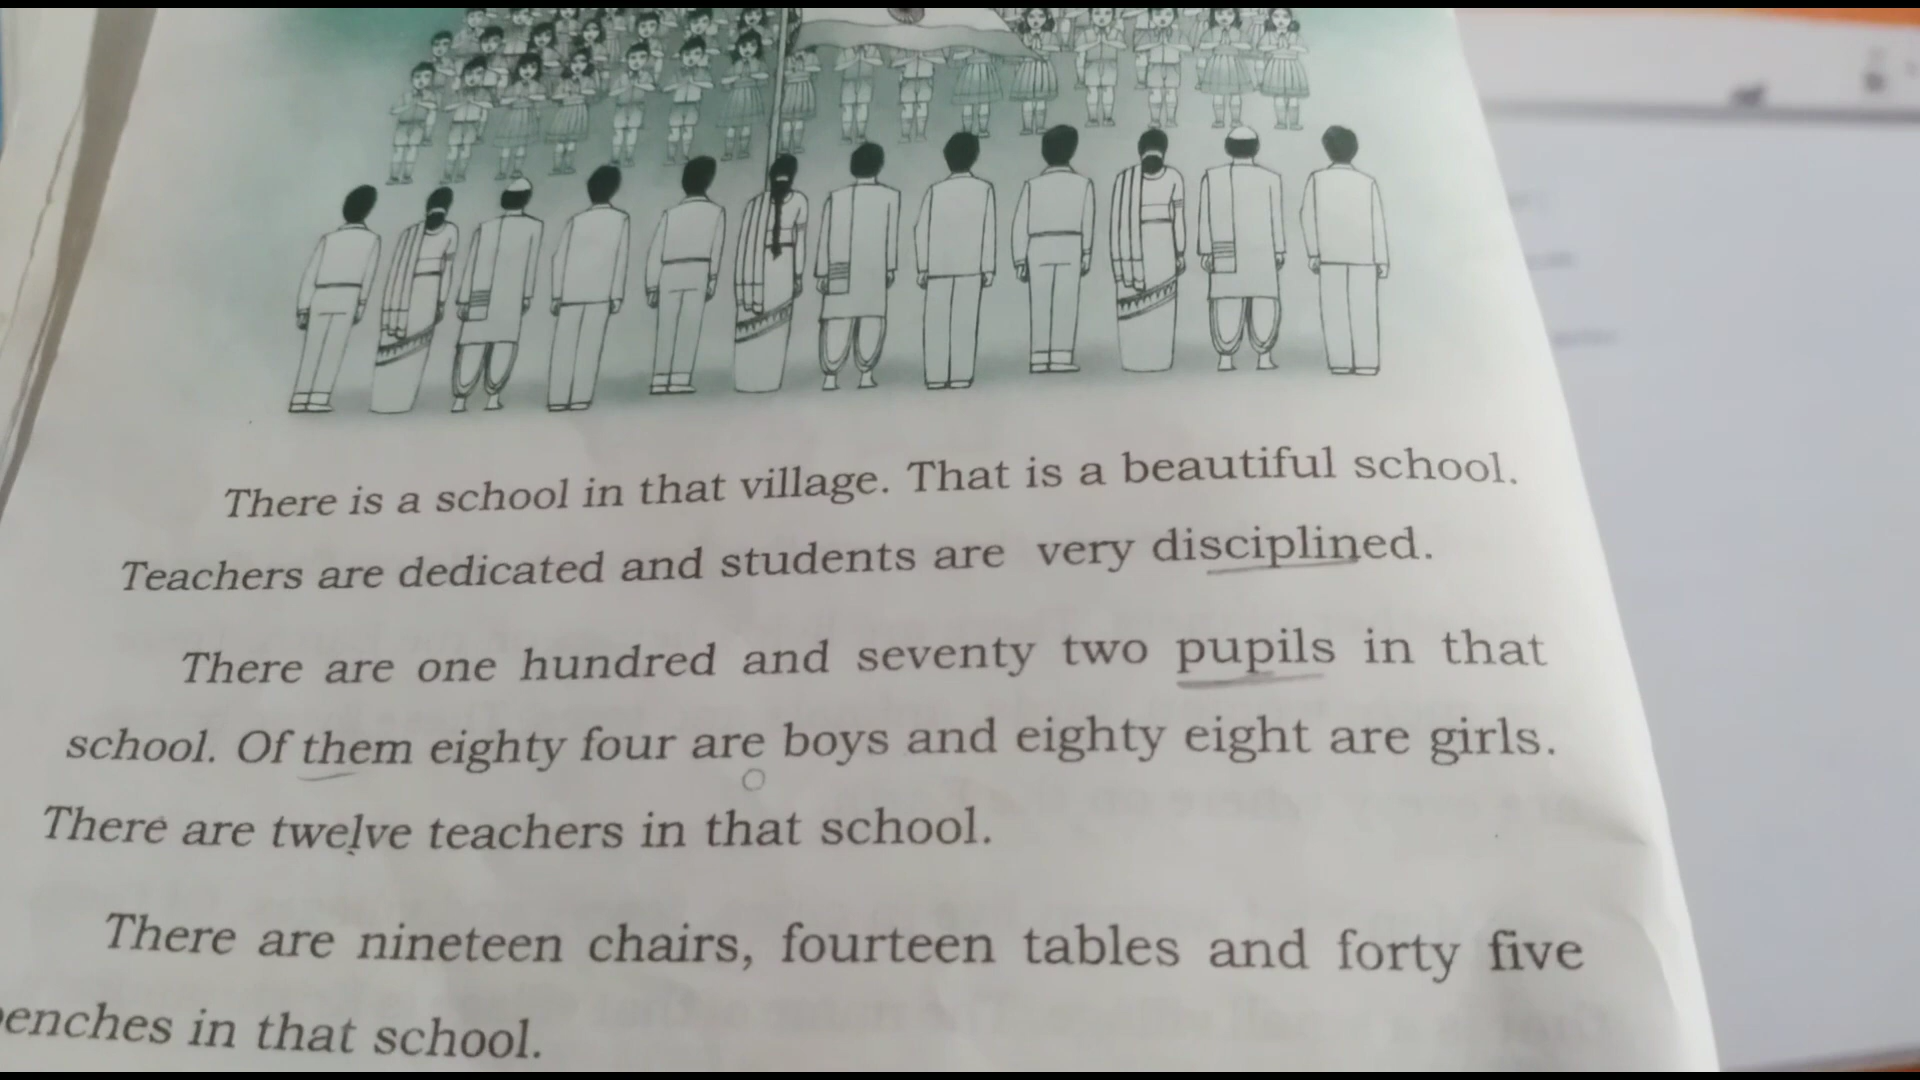 There is a school in that village. That is a beautiful school.
Teachers are dedicated and students are very disciplined.
There are one hundred and seventy two pupils in that
school. Of them eighty four are boys and eighty eight are girls.
There are twelve teachers in that school.
There are nineteen chairs, fourteen tables and forty five
enches in that school.